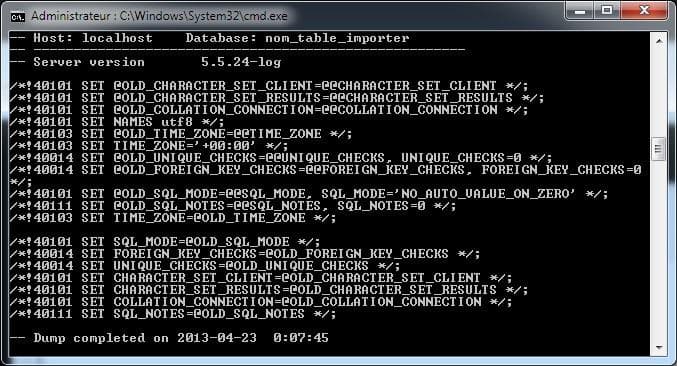 Administrateur : C:\Windows\System32\cmd.exe
-- Host: localhost    Database: nom_table_importer
-- ------------------------------------------------------
-- Server version       5.5.24-log
/*!40101 SET @OLD_CHARACTER_SET_CLIENT=@@CHARACTER_SET_CLIENT */;
/*!40101 SET @OLD_CHARACTER_SET_RESULTS=@@CHARACTER_SET_RESULTS */;
/*!40101 SET @OLD_COLLATION_CONNECTION=@@COLLATION_CONNECTION */;
/*!40101 SET NAMES utf8 */;
/*!40103 SET @OLD_TIME_ZONE=@@TIME_ZONE */;
/*!40103 SET TIME_ZONE='+00:00' */;
/*!40014 SET @OLD_UNIQUE_CHECKS=@@UNIQUE_CHECKS, UNIQUE_CHECKS=0 */;
/*!40014 SET @OLD_FOREIGN_KEY_CHECKS=@@FOREIGN_KEY_CHECKS, FOREIGN_KEY_CHECKS=0
*/;
/*!40101 SET @OLD_SQL_MODE=@@SQL_MODE, SQL_MODE='NO_AUTO_VALUE_ON_ZERO' */;
/*!40111 SET @OLD_SQL_NOTES=@@SQL_NOTES, SQL_NOTES=0 */;
/*!40103 SET TIME_ZONE=@OLD_TIME_ZONE */;
/*!40101 SET SQL_MODE=@OLD_SQL_MODE */;
/*!40014 SET FOREIGN_KEY_CHECKS=@OLD_FOREIGN_KEY_CHECKS */;
/*!40014 SET UNIQUE_CHECKS=@OLD_UNIQUE_CHECKS */;
/*!40101 SET CHARACTER_SET_CLIENT=@OLD_CHARACTER_SET_CLIENT */;
/*!40101 SET CHARACTER_SET_RESULTS=@OLD_CHARACTER_SET_RESULTS */;
/*!40101 SET COLLATION_CONNECTION=@OLD_COLLATION_CONNECTION */;
/*!40111 SET SQL_NOTES=@OLD_SQL_NOTES */;
-- Dump completed on 2013-04-23  0:07:45